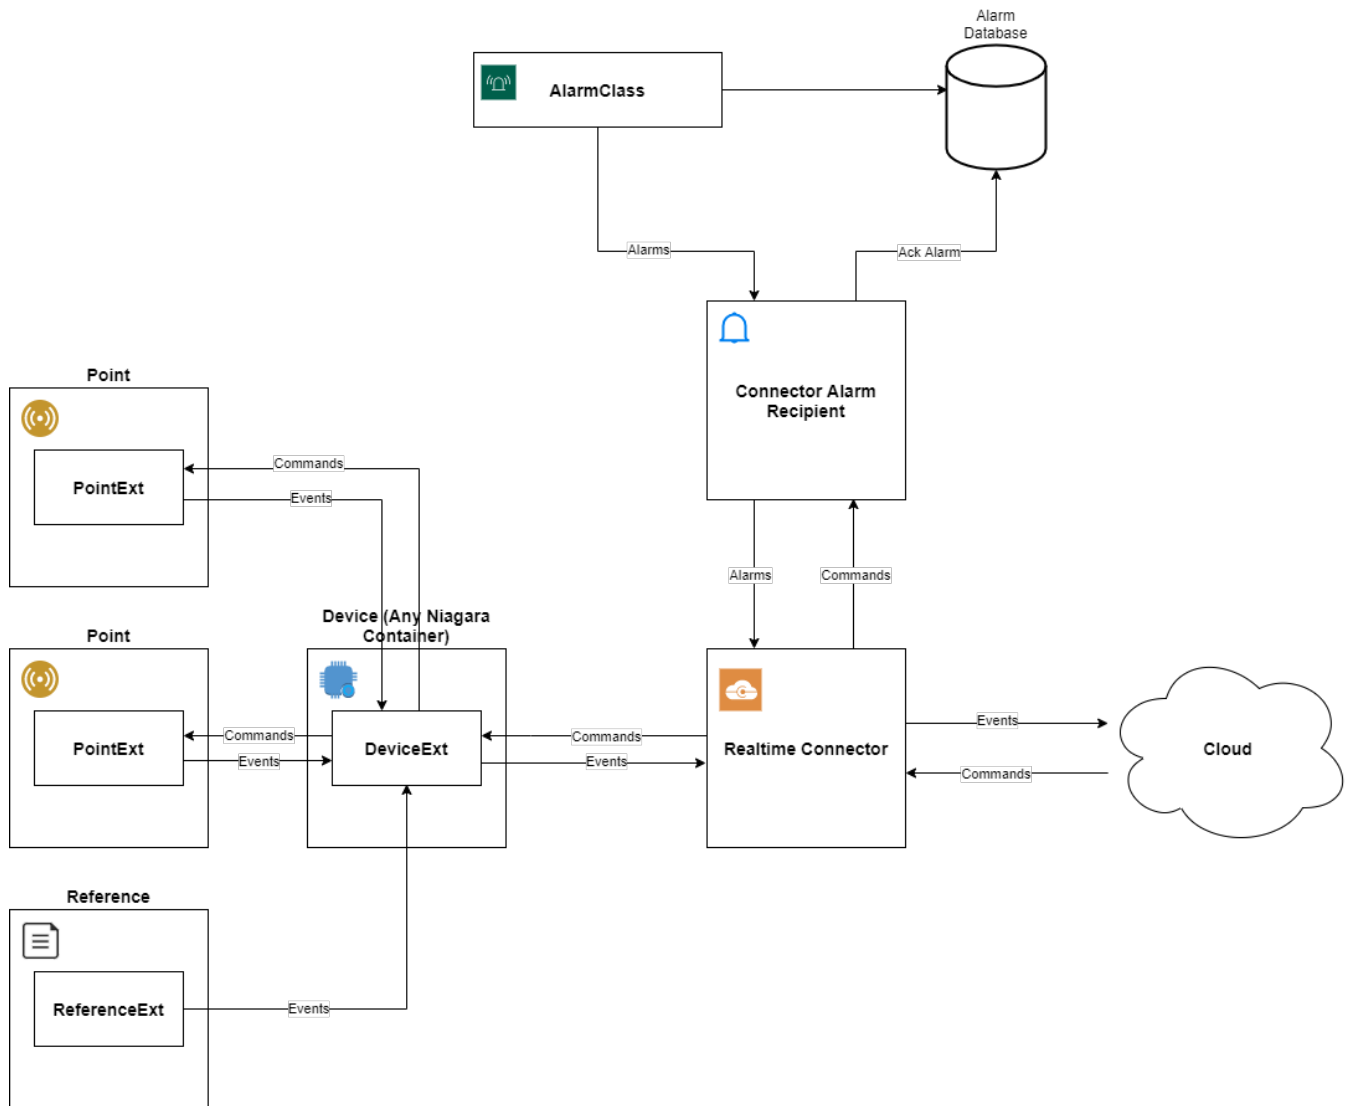 Alarm
Database
AlarmClass
Alarms
Ack Alarm
Connector Alarm
Recipient
Point
PointExt
Commands
Events
Alarms
Commands
Point
PointExt
Commands
Events
Device (Any Niagara
Container)
DeviceExt
Commands
Events
Realtime Connector
Events
Commands
Cloud
Reference
ReferenceExt
Events